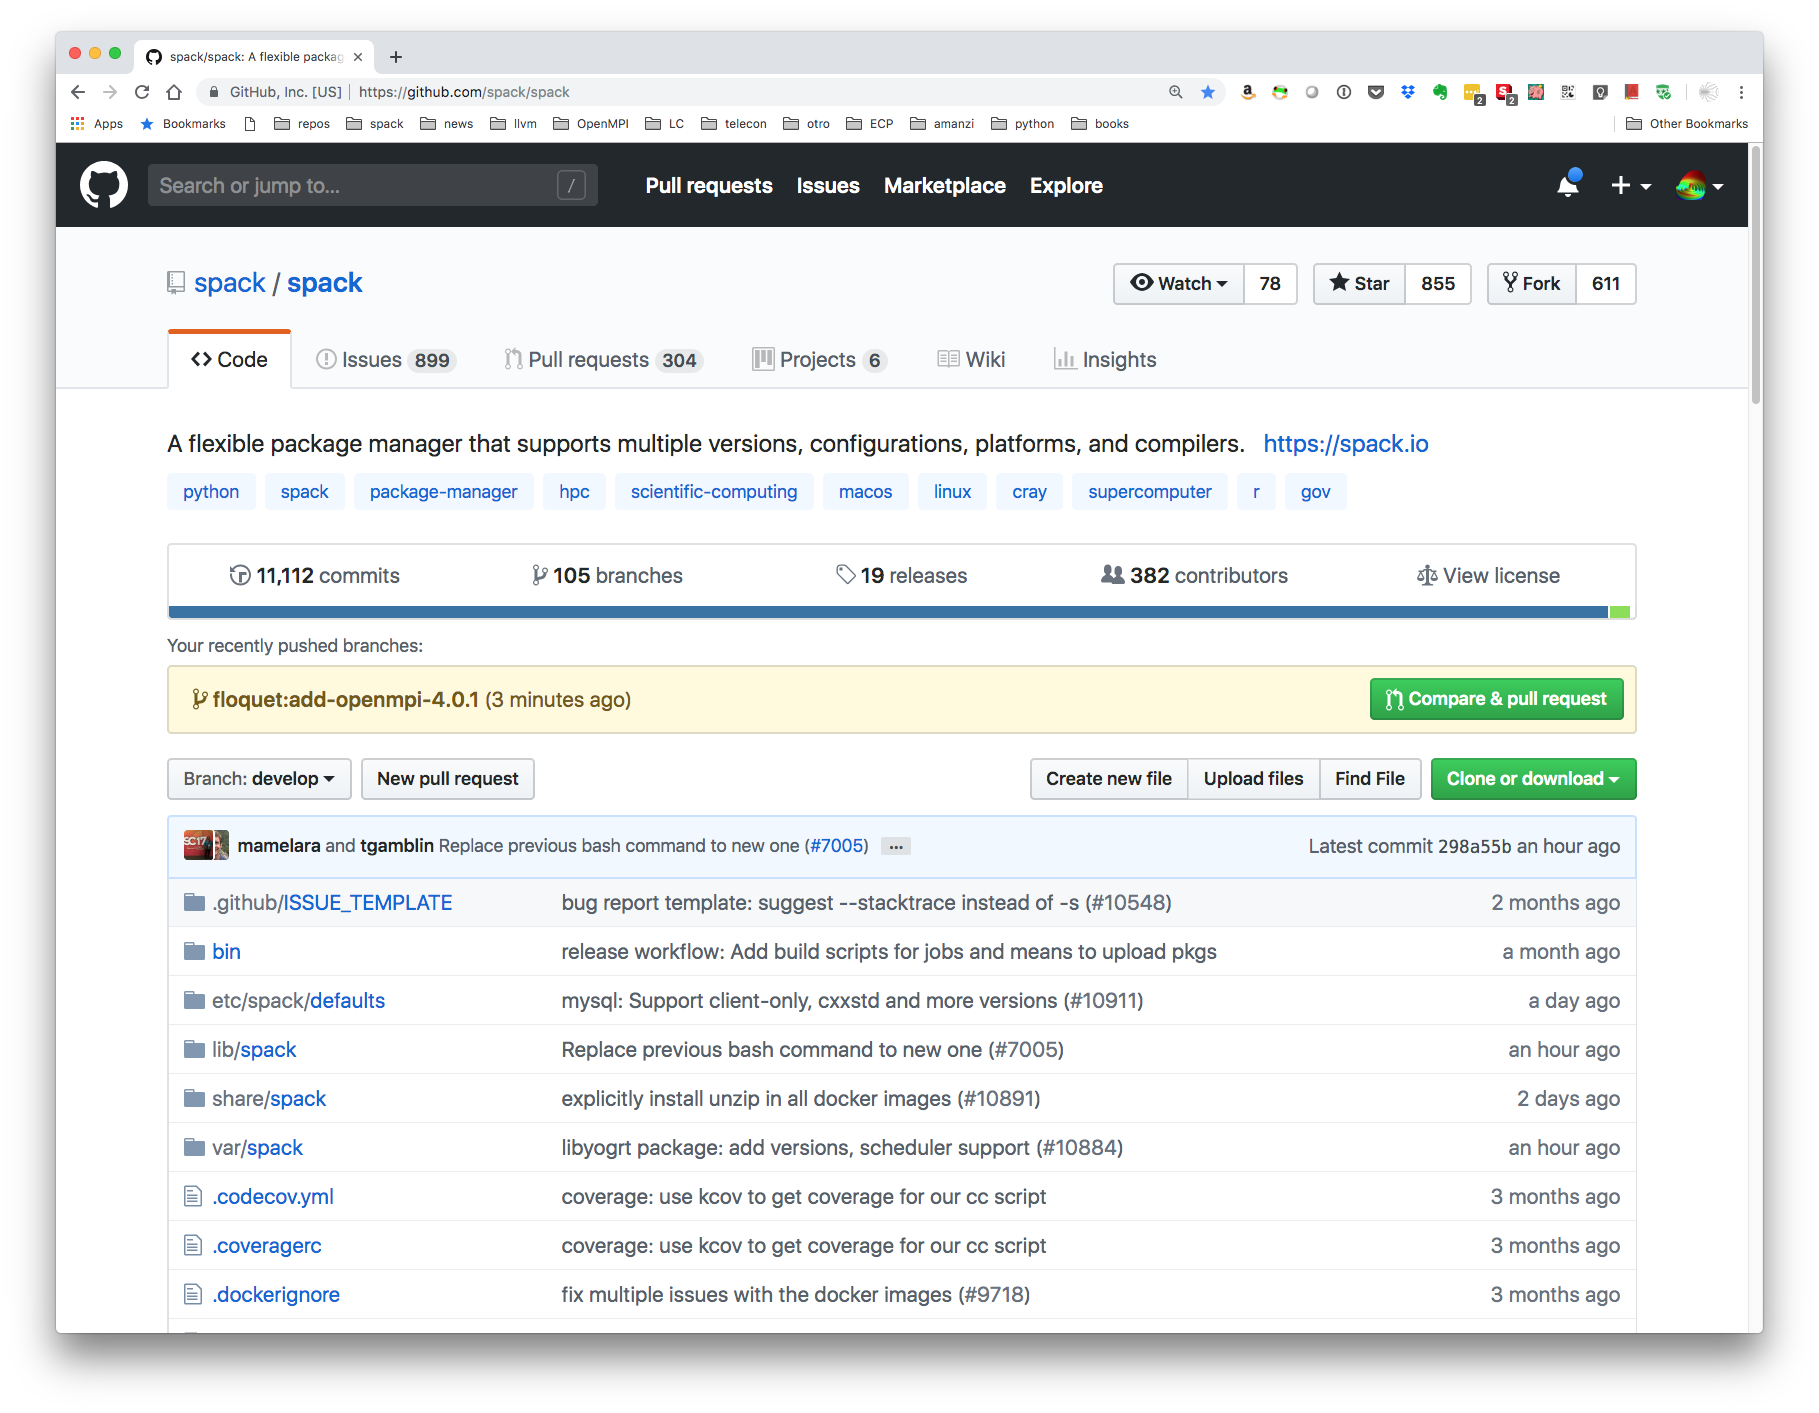 spack/spack: A flexible packag
GitHub, Inc. [US] https://github.com/spack/spack
2 2
Apps Bookmarks repos spack news llvm OpenMPI LC telecon otro ECP amanzi python books Other Bookmarks
Search or jump to... / Pull requests Issues Marketplace Explore
spack / spack Watch 78 Star 855 Fork 611
Code Issues 899 Pull requests 304 Projects 6 Wiki Insights
A flexible package manager that supports multiple versions, configurations, platforms, and compilers. https://spack.io
python spack package-manager hpc scientific-computing macos linux cray supercomputer r gov
11,112 commits 105 branches 19 releases 382 contributors View license
Your recently pushed branches:
floquet:add-openmpi-4.0.1 (3 minutes ago) Compare & pull request
Branch: develop New pull request Create new file Upload files Find File Clone or download
SC17 mamelara and tgamblin Replace previous bash command to new one (#7005) ... Latest commit 298a55b an hour ago
.github/ISSUE_TEMPLATE bug report template: suggest --stacktrace instead of -s (#10548) 2 months ago
bin release workflow: Add build scripts for jobs and means to upload pkgs a month ago
etc/spack/defaults mysql: Support client-only, cxxstd and more versions (#10911) a day ago
lib/spack Replace previous bash command to new one (#7005) an hour ago
share/spack explicitly install unzip in all docker images (#10891) 2 days ago
var/spack libyogrt package: add versions, scheduler support (#10884) an hour ago
.codecov.yml coverage: use kcov to get coverage for our cc script 3 months ago
.coveragerc coverage: use kcov to get coverage for our cc script 3 months ago
.dockerignore fix multiple issues with the docker images (#9718) 3 months ago